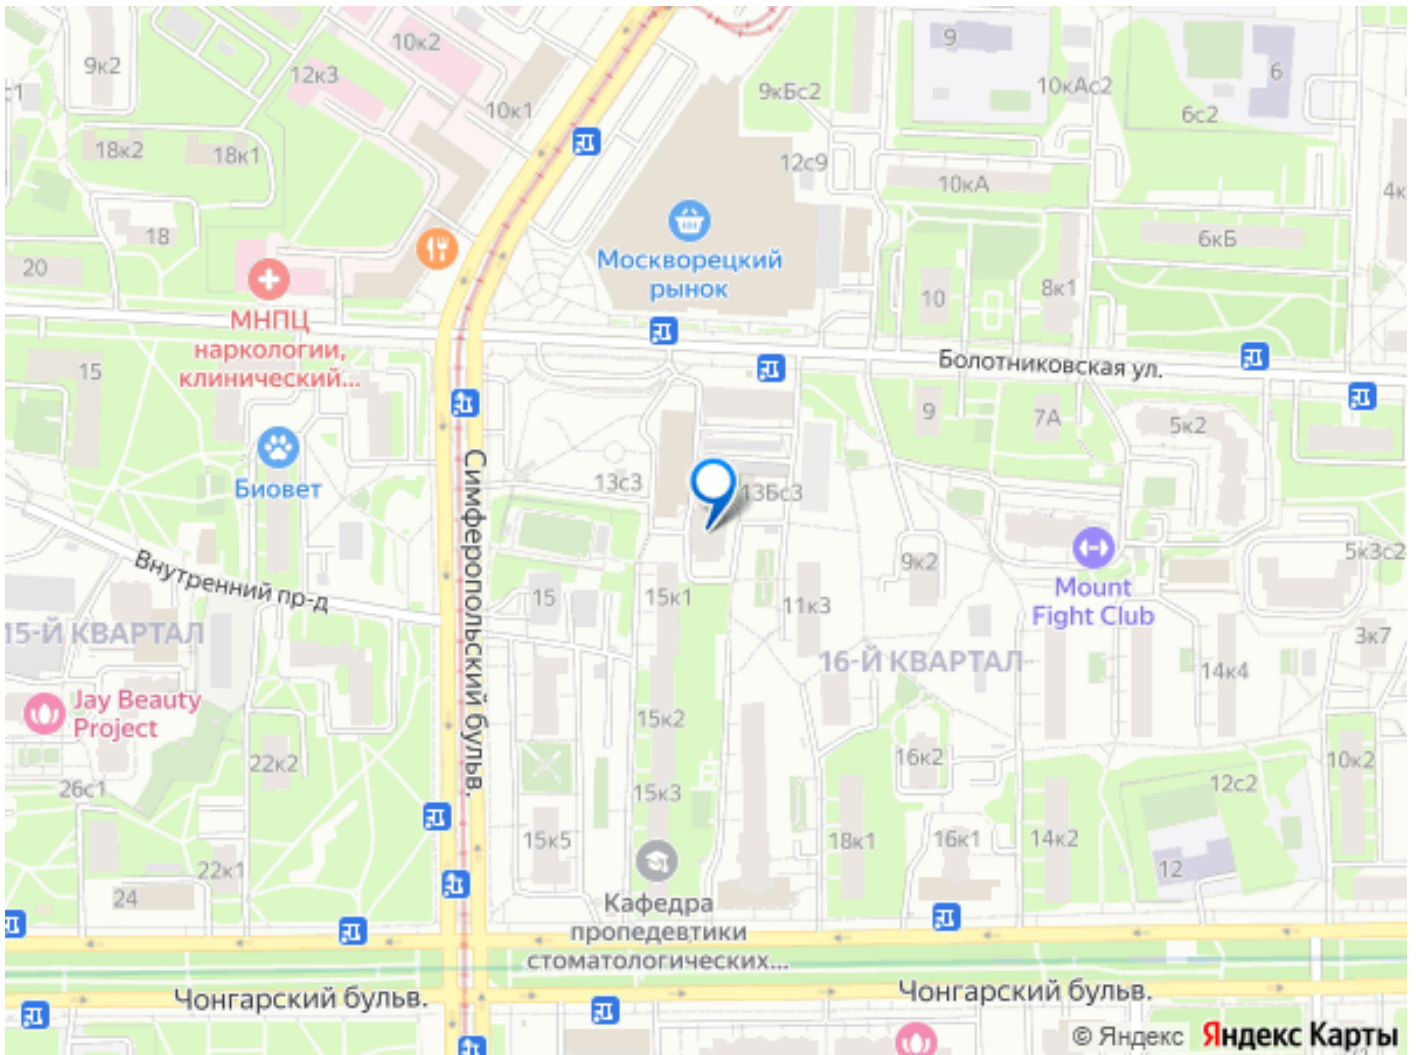 9к2
10к2
12к3
10к1
9
6
10кАс2
6с2
9кБс2
12с9
18к2
18к1
10кА
4к
18
20
Москворецкий
рынок
10
8к1
6кБ
МНПЦ
наркологии,
клинический...
15
Болотниковская ул.
9
7А
5к2
Биовет
13с3
13Бс3
Симферопольский бульв.
Внутренний пр-д
15-Й КВАРТАЛ
15
15к1
11к3
9к2
5к3с2
Mount
Fight Club
16-Й КВАРТАЛ
3к7
14к4
Jay Beauty
Project
15к2
22к2
26с1
15к3
16к2
12с2
10к2
15к5
18к1
16к1
14к2
12
22к1
24
Кафедра
пропедевтики
стоматологических...
Чонгарский бульв.
Чонгарский бульв.
© Яндекс Яндекс Карты